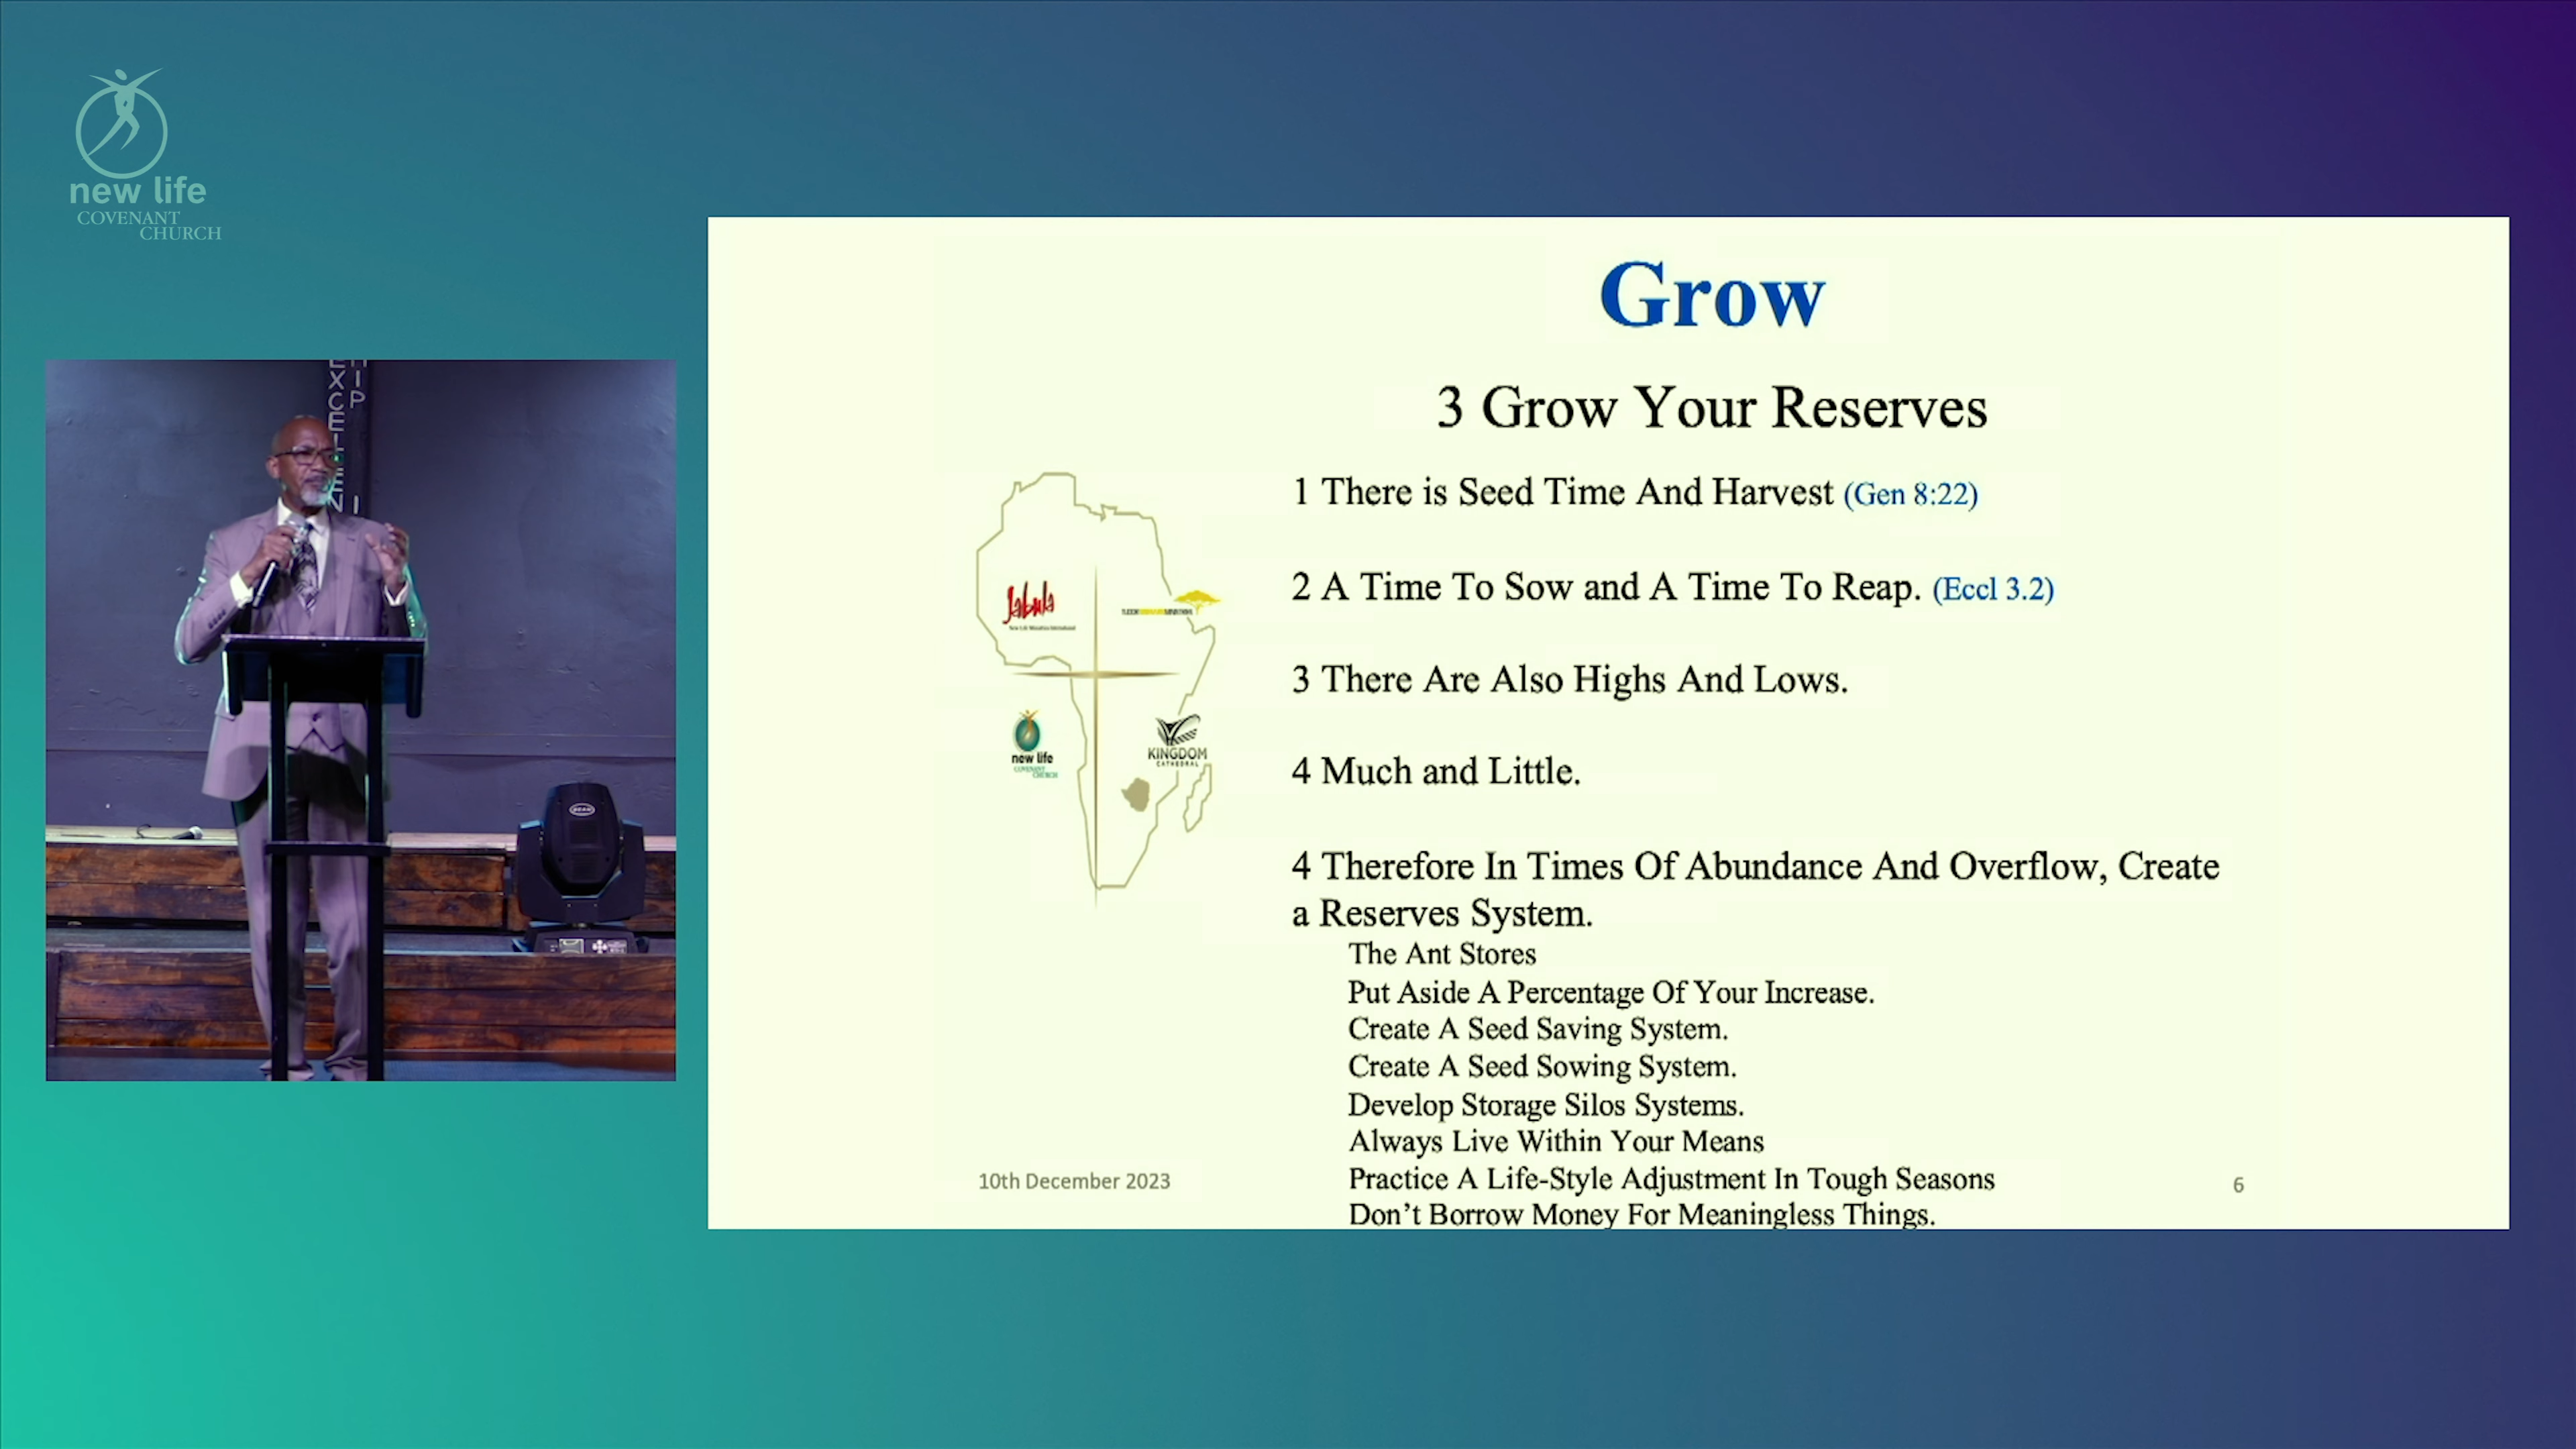 new life
COVENANT
CHURCH
Grow
3 Grow Your Reserves
1 There is Seed Time And Harvest (Gen 8:22)
2 A Time To Sow and A Time To Reap. (Eccl 3.2)
3 There Are Also Highs And Lows.
4 Much and Little.
4 Therefore In Times Of Abundance And Overflow, Create
a Reserves System.
The Ant Stores
Put Aside A Percentage Of Your Increase.
Create A Seed Saving System.
Create A Seed Sowing System.
Develop Storage Silos Systems.
Always Live Within Your Means
Practice A Life-Style Adjustment In Tough Seasons
Don't Borrow Money For Meaningless Things.
Jabula
new life
COVENANT
CHURCH
KINGDOM
CATHEDRAL
10th December 2023
6